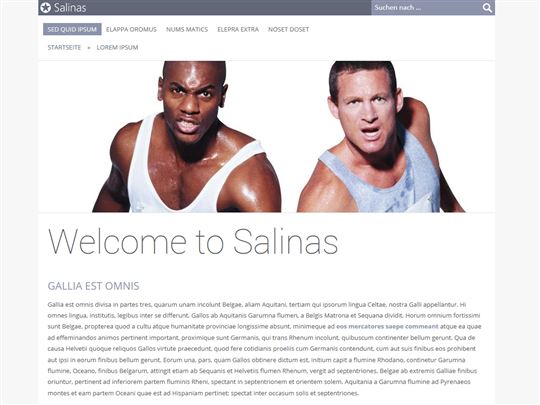 Salinas
Suchen nach ...
SED QUID IPSUM ELAPPA OROMUS NUMS MATICS ELEPRA EXTRA NOSET DOSET
STARTSEITE » LOREM IPSUM
Welcome to Salinas
GALLIA EST OMNIS
Gallia est omnis divisa in partes tres, quarum unam incolunt Belgae, aliam Aquitani, tertiam qui ipsorum lingua Celtae, nostra Galli appellantur. Hi
omnes lingua, institutis, legibus inter se differunt. Gallos ab Aquitanis Garumna flumen, a Belgis Matrona et Sequana dividit. Horum omnium fortissimi
sunt Belgae, propterea quod a cultu atque humanitate provinciae longissime absunt, minimeque ad eos mercatores saepe commeant atque ea quae
ad effeminandos animos pertinent important, proximique sunt Germanis, qui trans Rhenum incolunt, quibuscum continenter bellum gerunt. Qua de
causa Helvetii quoque reliquos Gallos virtute praecedunt, quod fere cotidianis proeliis cum Germanis contendunt, cum aut suis finibus eos prohibent
aut ipsi in eorum finibus bellum gerunt. Eorum una, pars, quam Gallos obtinere dictum est, initium capit a flumine Rhodano, continetur Garumna
flumine, Oceano, finibus Belgarum, attingit etiam ab Sequanis et Helvetiis flumen Rhenum, vergit ad septentriones. Belgae ab extremis Galliae finibus
oriuntur, pertinent ad inferiorem partem fluminis Rheni, spectant in septentrionem et orientem solem. Aquitania a Garumna flumine ad Pyrenaeos
montes et eam partem Oceani quae est ad Hispaniam pertinet; spectat inter occasum solis et septentriones.